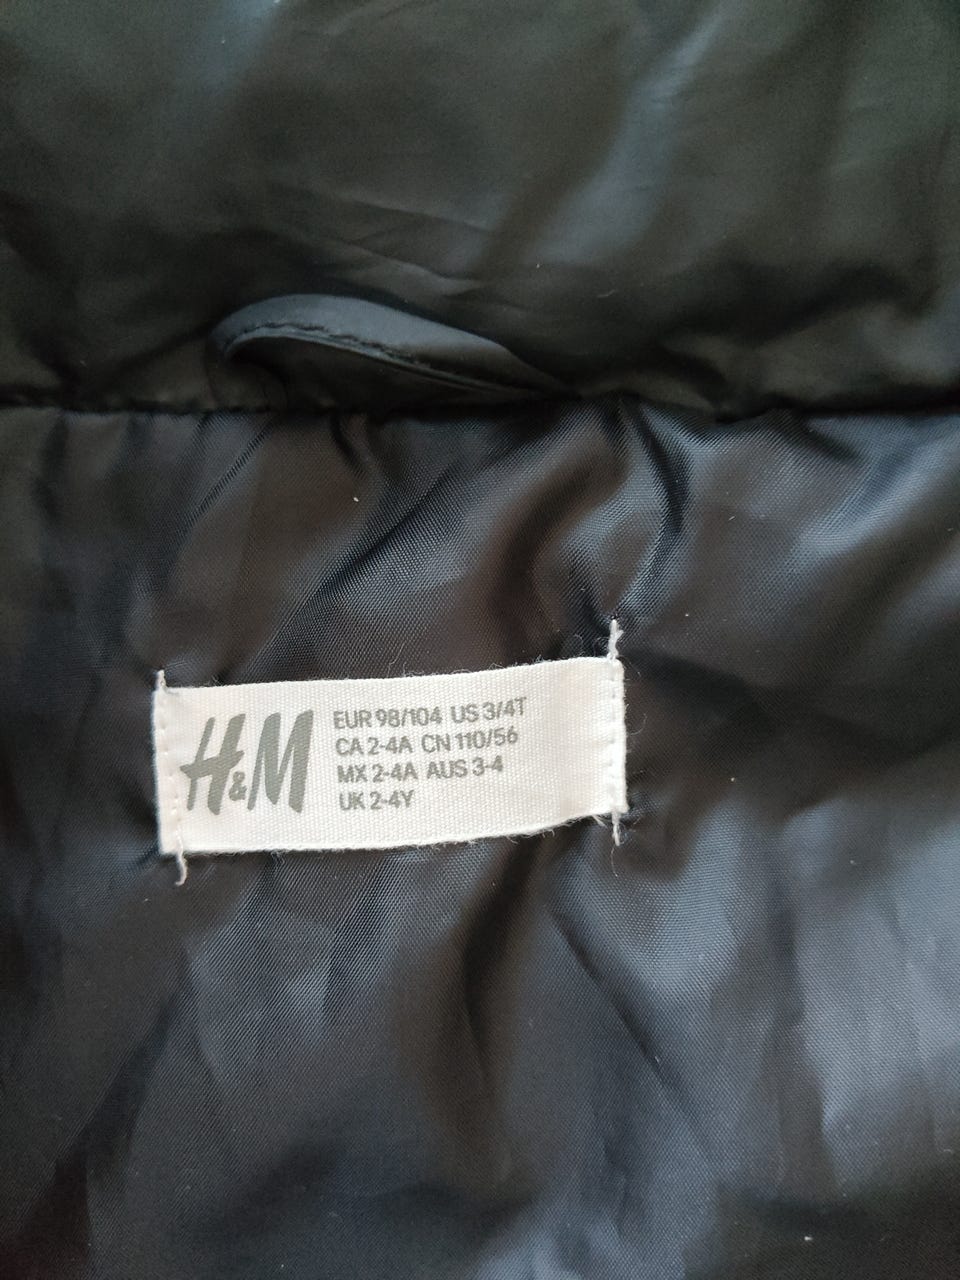 H&M
EUR 98/104 US 3/4T
CA 2-4A CN 110/56
MX 2-4A AUS 3-4
UK 2-4Y